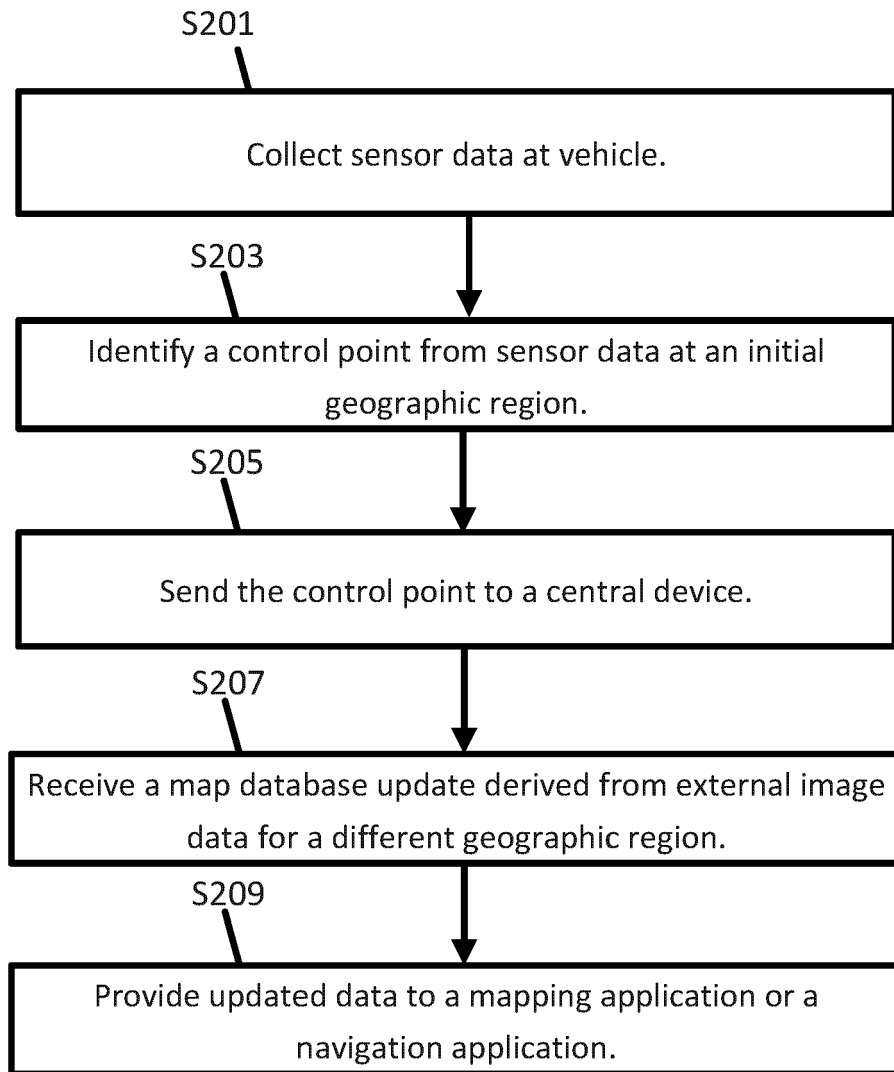 S201
Collect sensor data at vehicle.
S203
Identify a control point from sensor data at an initial
geographic region.
S205
Send the control point to a central device.
S207
Receive a map database update derived from external image
data for a different geographic region.
S209
Provide updated data to a mapping application or a
navigation application.